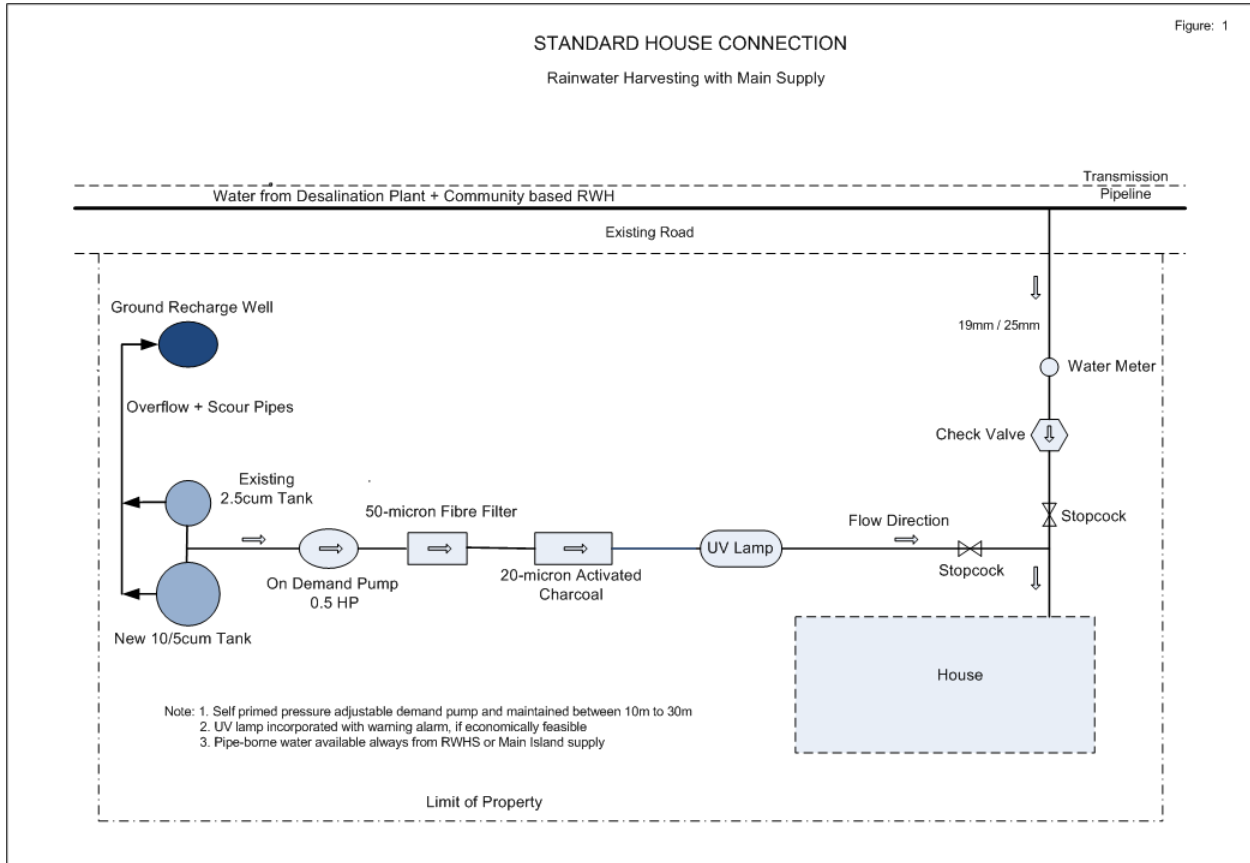 Figure: 1
STANDARD HOUSE CONNECTION
Rainwater Harvesting with Main Supply
Transmission
Pipeline
Water from Desalination Plant + Community based RWH
Existing Road
Ground Recharge Well
19mm / 25mm
Water Meter
Overflow + Scour Pipes
Check Valve
Existing
2.5cum Tank
50-micron Fibre Filter
Flow Direction
Stopcock
UV Lamp
Stopcock
On Demand Pump
0.5 HP
20-micron Activated
Charcoal
New 10/5cum Tank
House
Note: 1. Self primed pressure adjustable demand pump and maintained between 10m to 30m
2. UV lamp incorporated with warning alarm, if economically feasible
3. Pipe-borne water available always from RWHS or Main Island supply
Limit of Property